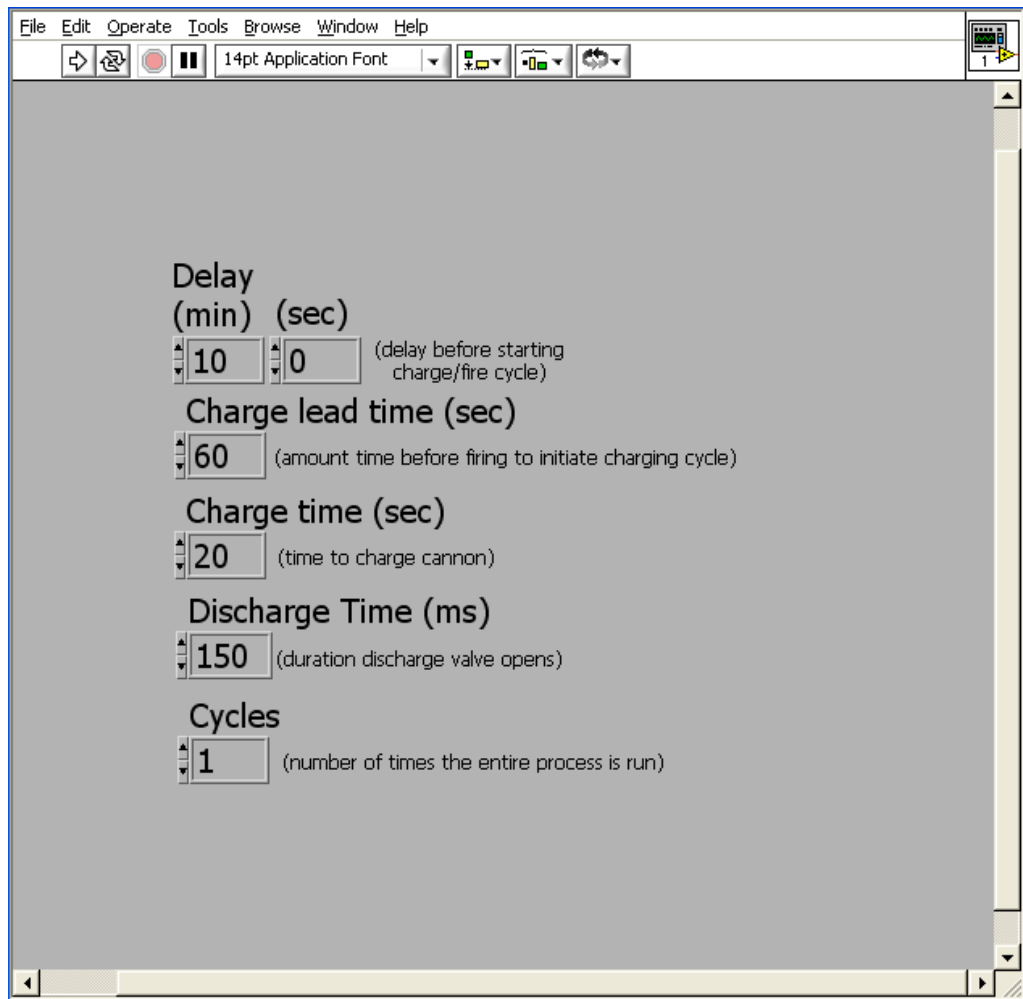 File Edit Operate Tools Browse Window Help
14pt Application Font
1
Delay
(min) (sec)
10 0 (delay before starting
charge/fire cycle)
Charge lead time (sec)
60 (amount time before firing to initiate charging cycle)
Charge time (sec)
20 (time to charge cannon)
Discharge Time (ms)
150 (duration discharge valve opens)
Cycles
1 (number of times the entire process is run)